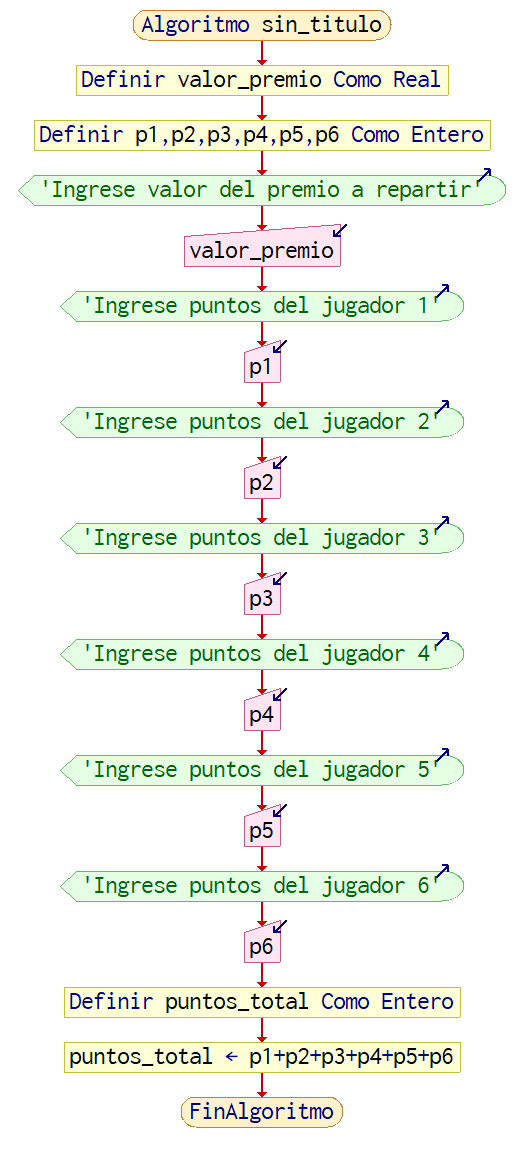 Algoritmo sin_titulo
Definir valor_premio Como Real
Definir p1,p2,p3,p4,p5,p6 Como Entero
'Ingrese valor del premio a repartir'
valor_premio
'Ingrese puntos del jugador 1'
p1
'Ingrese puntos del jugador 2'
p2
'Ingrese puntos del jugador 3'
p3
'Ingrese puntos del jugador 4'
p4
'Ingrese puntos del jugador 5'
p5
'Ingrese puntos del jugador 6'
p6
Definir puntos_total Como Entero
puntos_total ← p1+p2+p3+p4+p5+p6
FinAlgoritmo